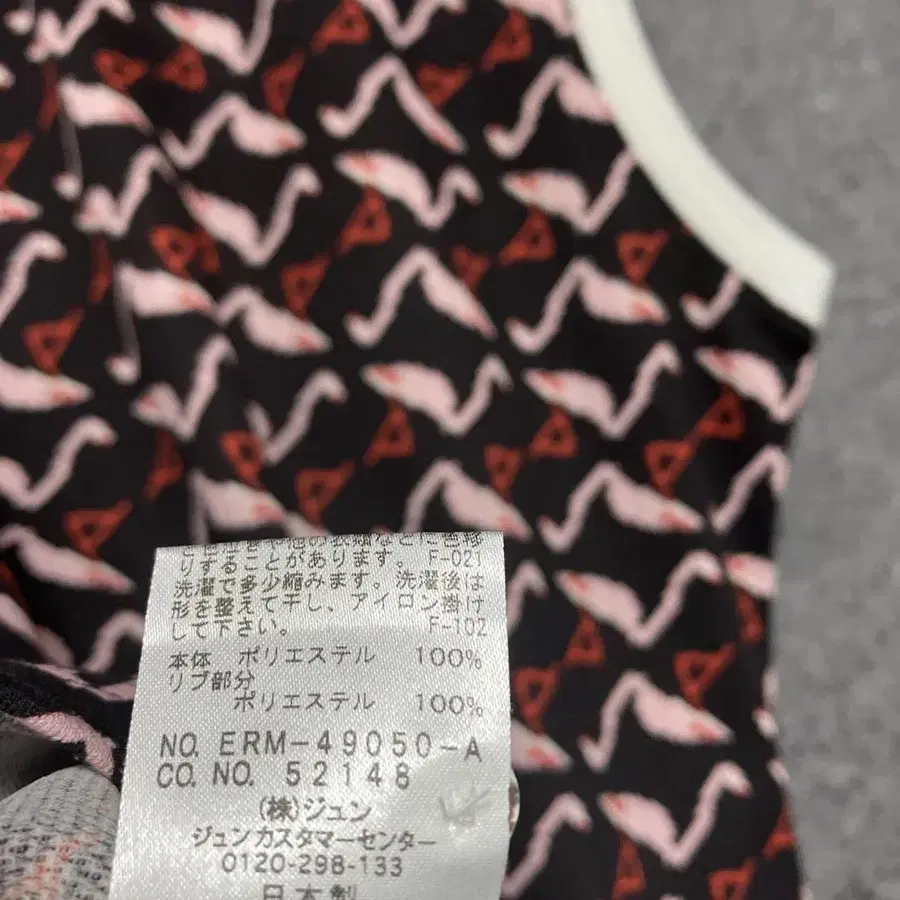 りすることがあります。 F-021
洗濯で多少縮みます。洗濯後は
形を整えて干し、アイロン掛け
して下さい。 F-102
本体 ポリエステル 100%
リブ部分
ポリエステル 100%
NO. ERM-49050-A
CO. NO. 52148
(株)ジュン
ジュンカスタマーセンター
0120-298-133
日本製